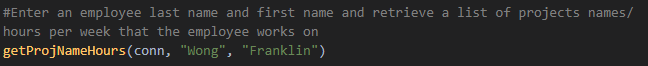 #Enter an employee last name and first name and retrieve a list of projects names/
hours per week that the employee works on
getProjNameHours(conn, "Wong", "Franklin")